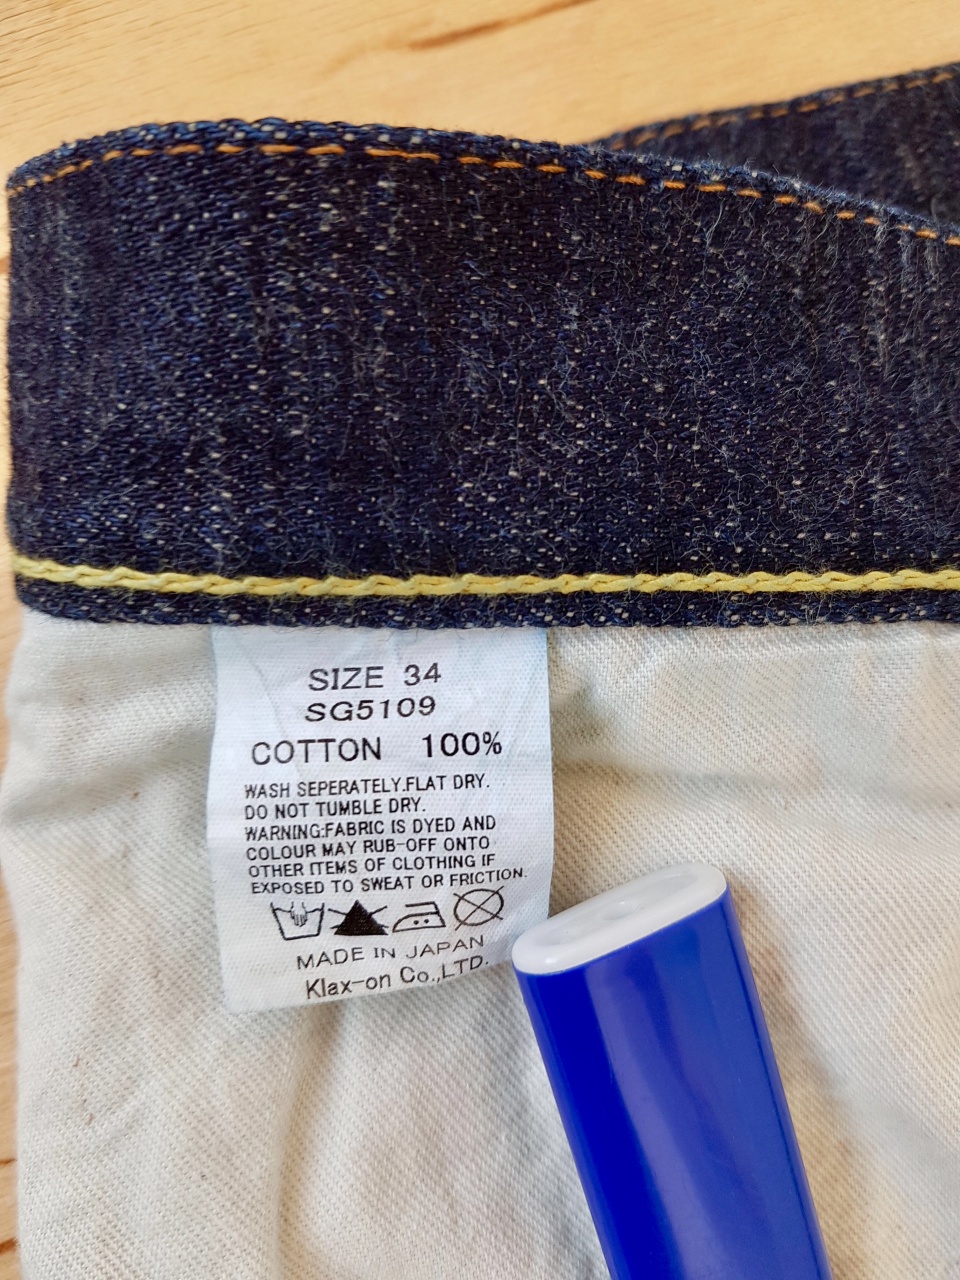 SIZE 34
SG5109
COTTON 100%
WASH SEPERATELY.FLAT DRY.
DO NOT TUMBLE DRY.
WARNING:FABRIC IS DYED AND
COLOUR MAY RUB-OFF ONTO
OTHER ITEMS OF CLOTHING IF
EXPOSED TO SWEAT OR FRICTION.
MADE IN JAPAN
Klax-on Co.,LTD.